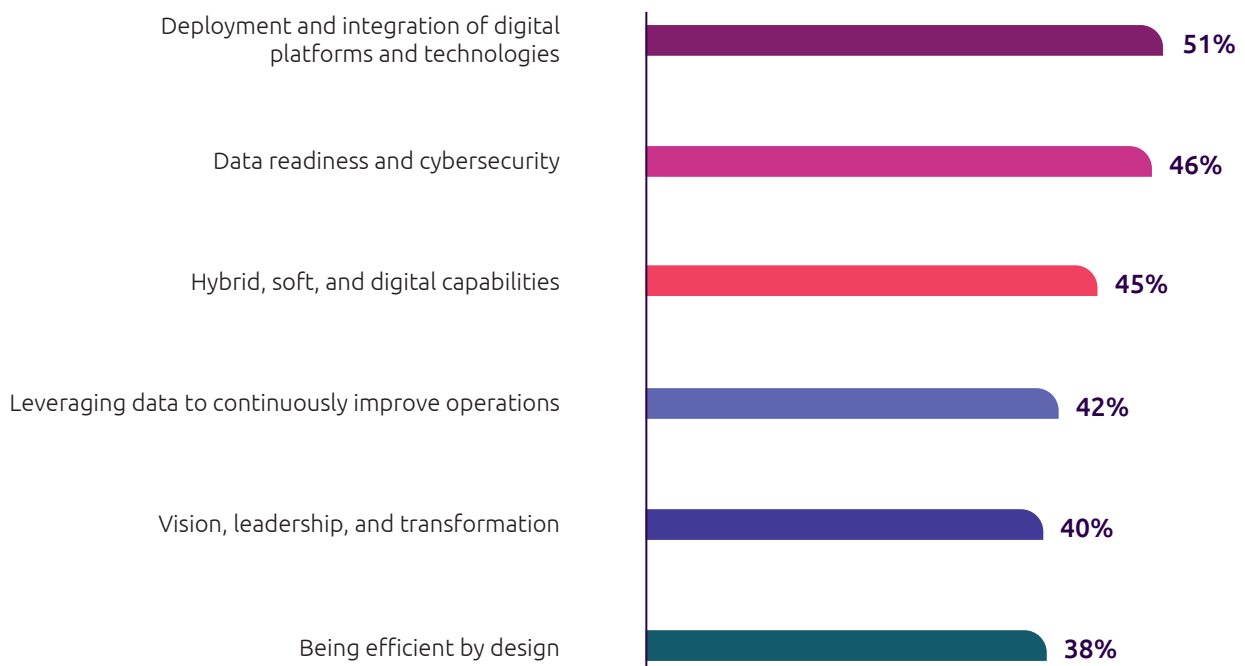 Deployment and integration of digital
platforms and technologies
51%
Data readiness and cybersecurity
46%
Hybrid, soft, and digital capabilities
45%
Leveraging data to continuously improve operations
42%
Vision, leadership, and transformation
40%
Being efficient by design
38%